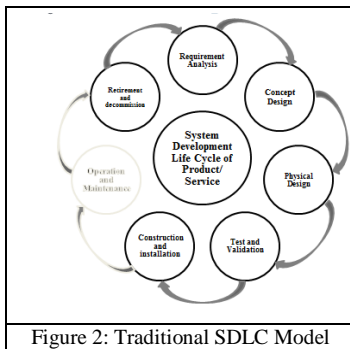 Requirement
Analysis
Concept
Design
Physical
Design
Test and
Validation
Construction
and
installation
Operation
and
Maintenance
Retirement
and
decommission
System
Development
Life Cycle of
Product/
Service
Figure 2: Traditional SDLC Model